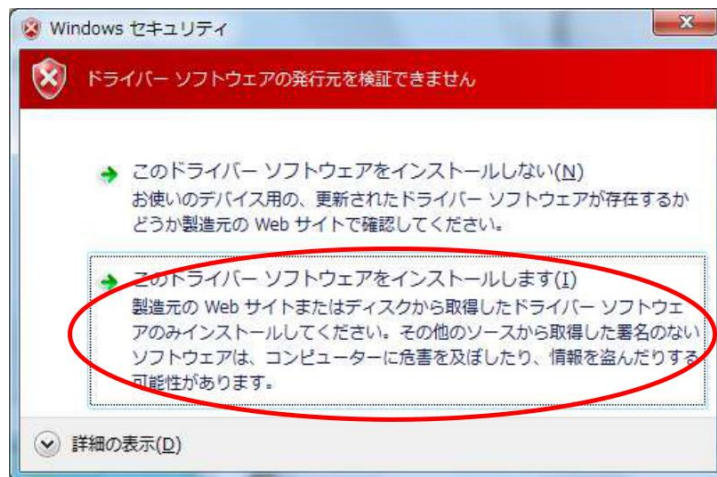 Windows セキュリティ
ドライバー ソフトウェアの発行元を検証できません
このドライバー ソフトウェアをインストールしない(N)
お使いのデバイス用の、更新されたドライバー ソフトウェアが存在するか
どうか製造元の Web サイトで確認してください。
このドライバー ソフトウェアをインストールします(I)
製造元の Web サイトまたはディスクから取得したドライバー ソフトウェ
アのみインストールしてください。その他のソースから取得した署名のない
ソフトウェアは、コンピューターに危害を及ぼしたり、情報を盗んだりする
可能性があります。
詳細の表示(D)